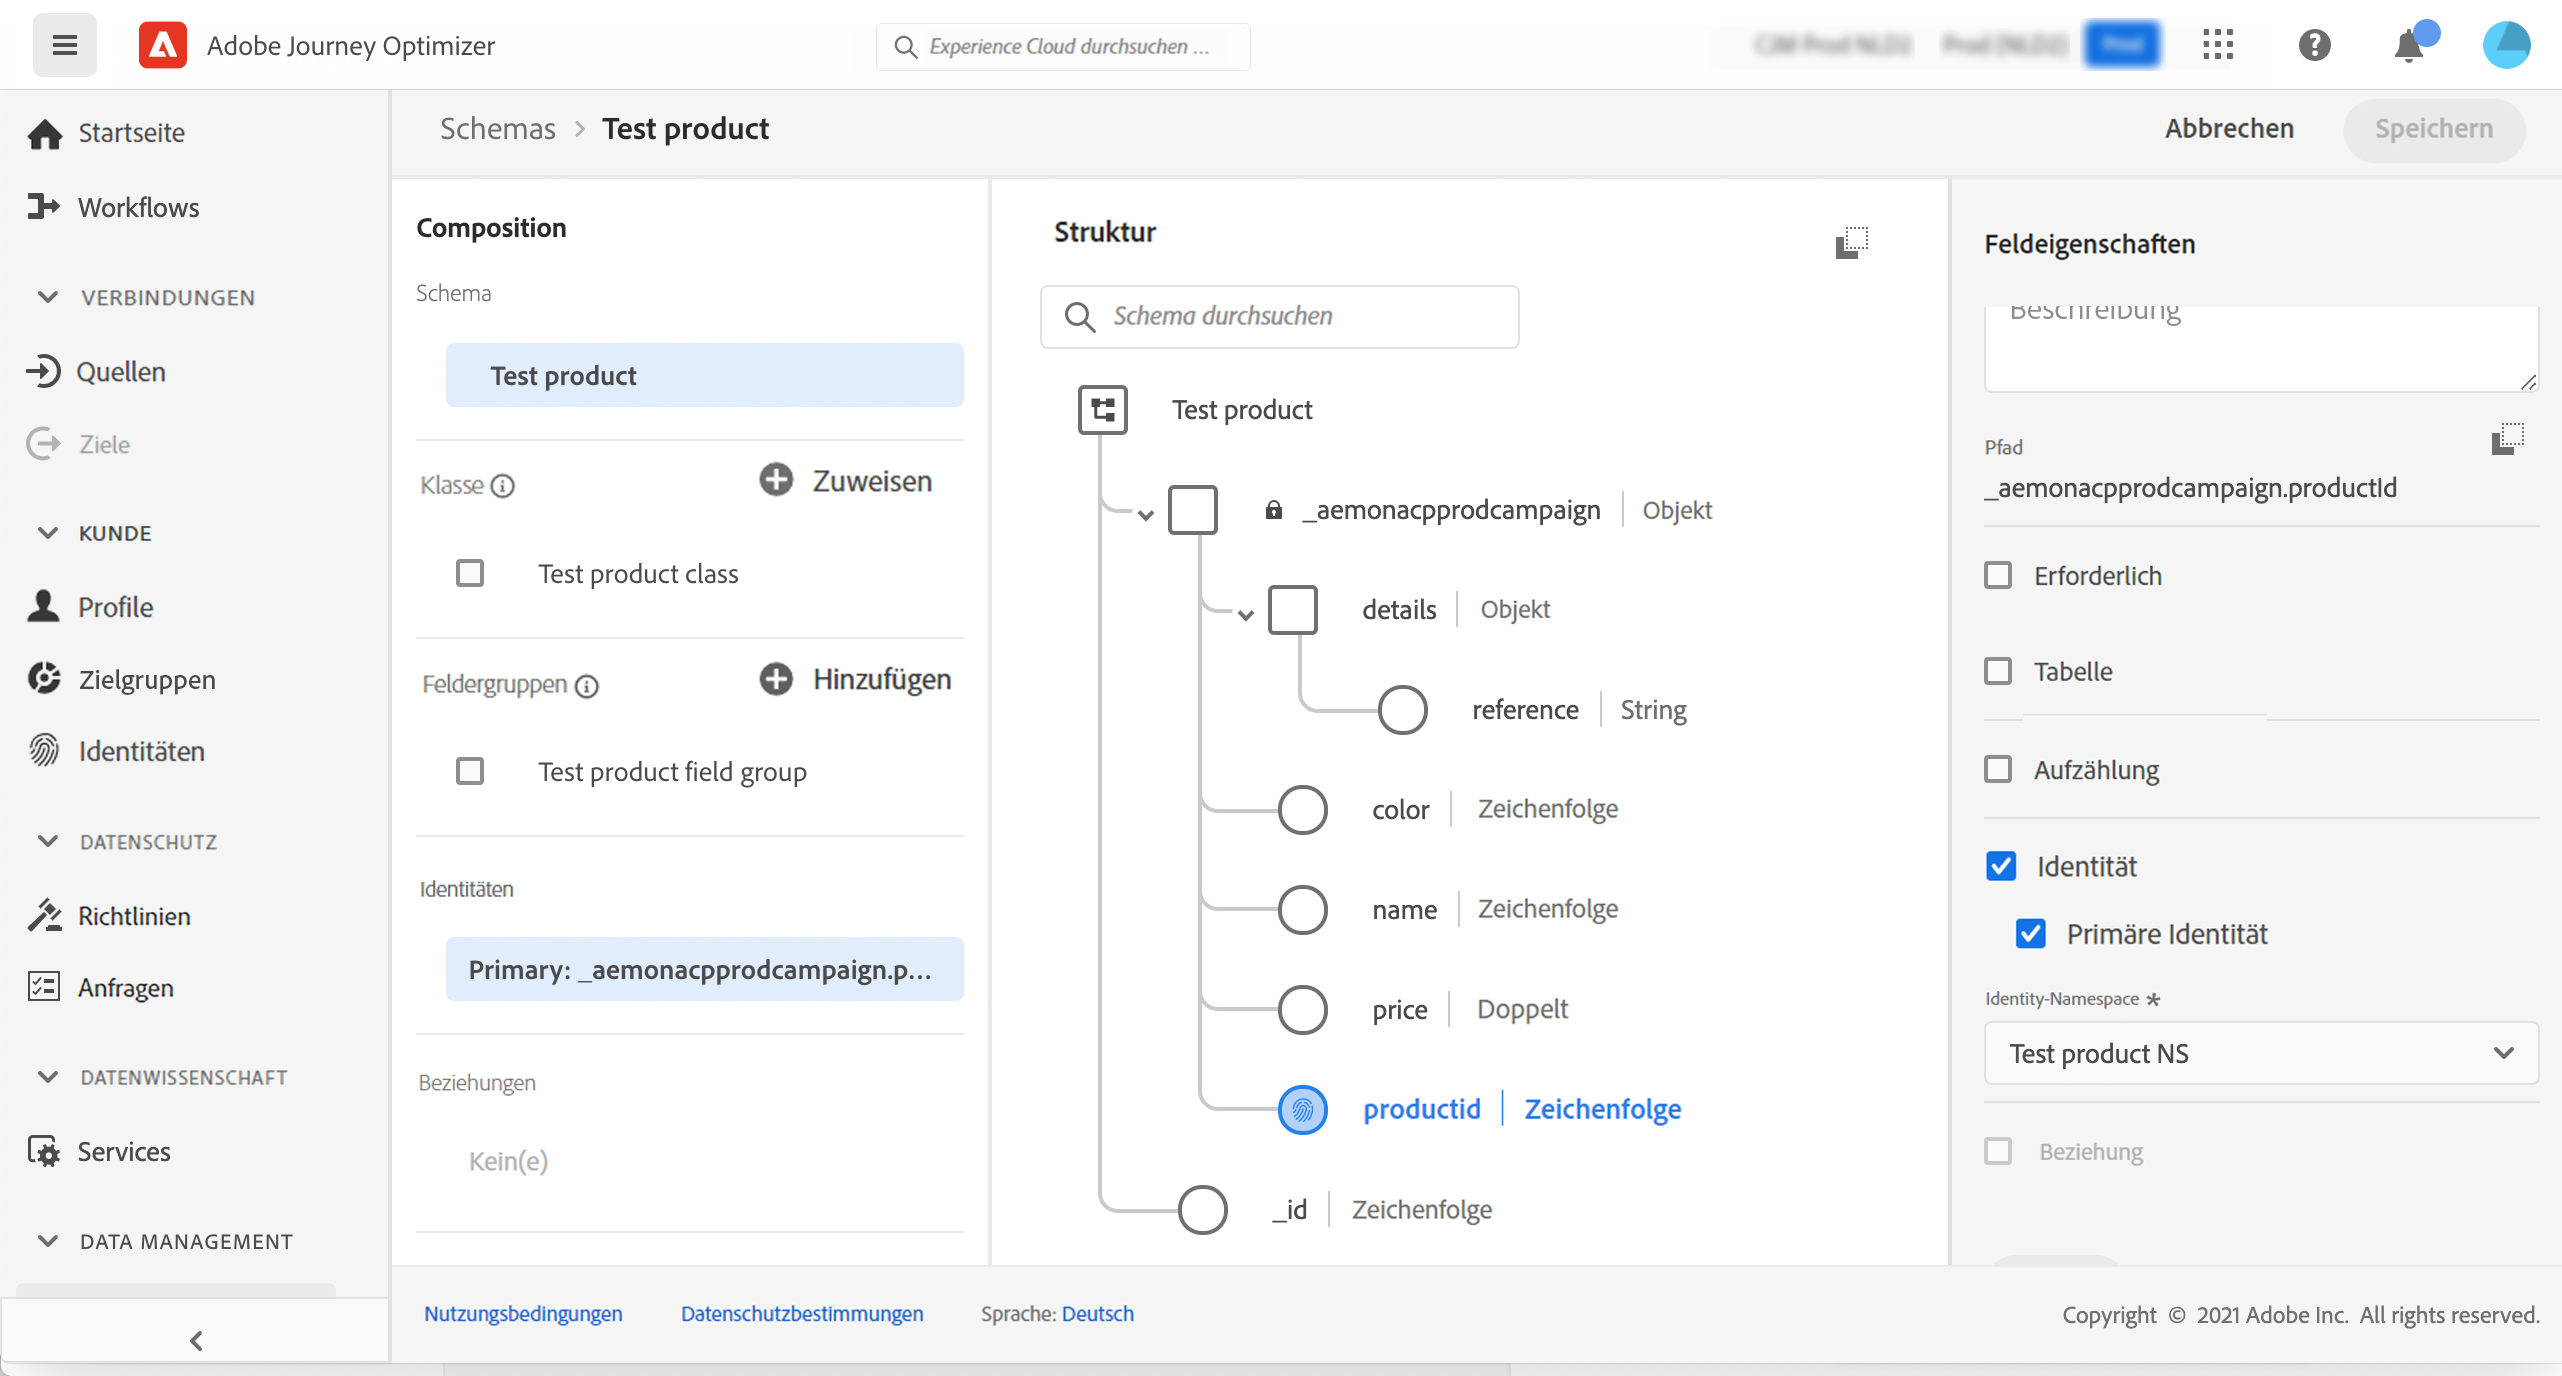 Adobe Journey Optimizer
Experience Cloud durchsuchen ...
Startseite
Workflows
VERBINDUNGEN
Quellen
Ziele
KUNDE
Profile
Zielgruppen
Identitäten
DATENSCHUTZ
Richtlinien
Anfragen
DATENWISSENSCHAFT
Services
DATA MANAGEMENT
Schemas > Test product
Abbrechen
Speichern
Composition
Schema
Test product
Klasse
Zuweisen
Test product class
Feldergruppen
Hinzufügen
Test product field group
Identitäten
Primary: _aemonacpprodcampaign.p...
Beziehungen
Kein(e)
Struktur
Schema durchsuchen
Test product
_aemonacpprodcampaign | Objekt
details | Objekt
reference | String
color | Zeichenfolge
name | Zeichenfolge
price | Doppelt
productid | Zeichenfolge
_id | Zeichenfolge
Feldeigenschaften
Beschreibung
Pfad
_aemonacpprodcampaign.productId
Erforderlich
Tabelle
Aufzählung
Identität
Primäre Identität
Identity-Namespace *
Test product NS
Beziehung
Nutzungsbedingungen
Datenschutzbestimmungen
Sprache: Deutsch
Copyright © 2021 Adobe Inc. All rights reserved.